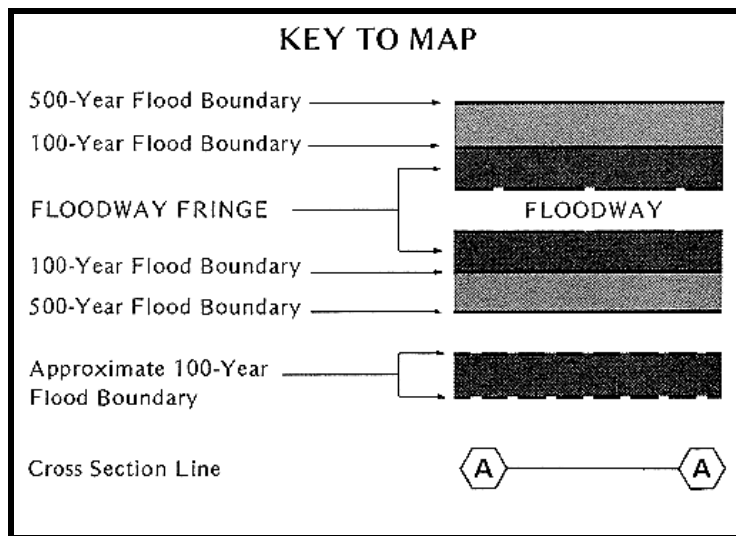 KEY TO MAP
500-Year Flood Boundary
100-Year Flood Boundary
FLOODWAY FRINGE
FLOODWAY
100-Year Flood Boundary
500-Year Flood Boundary
Approximate 100-Year
Flood Boundary
Cross Section Line
A A